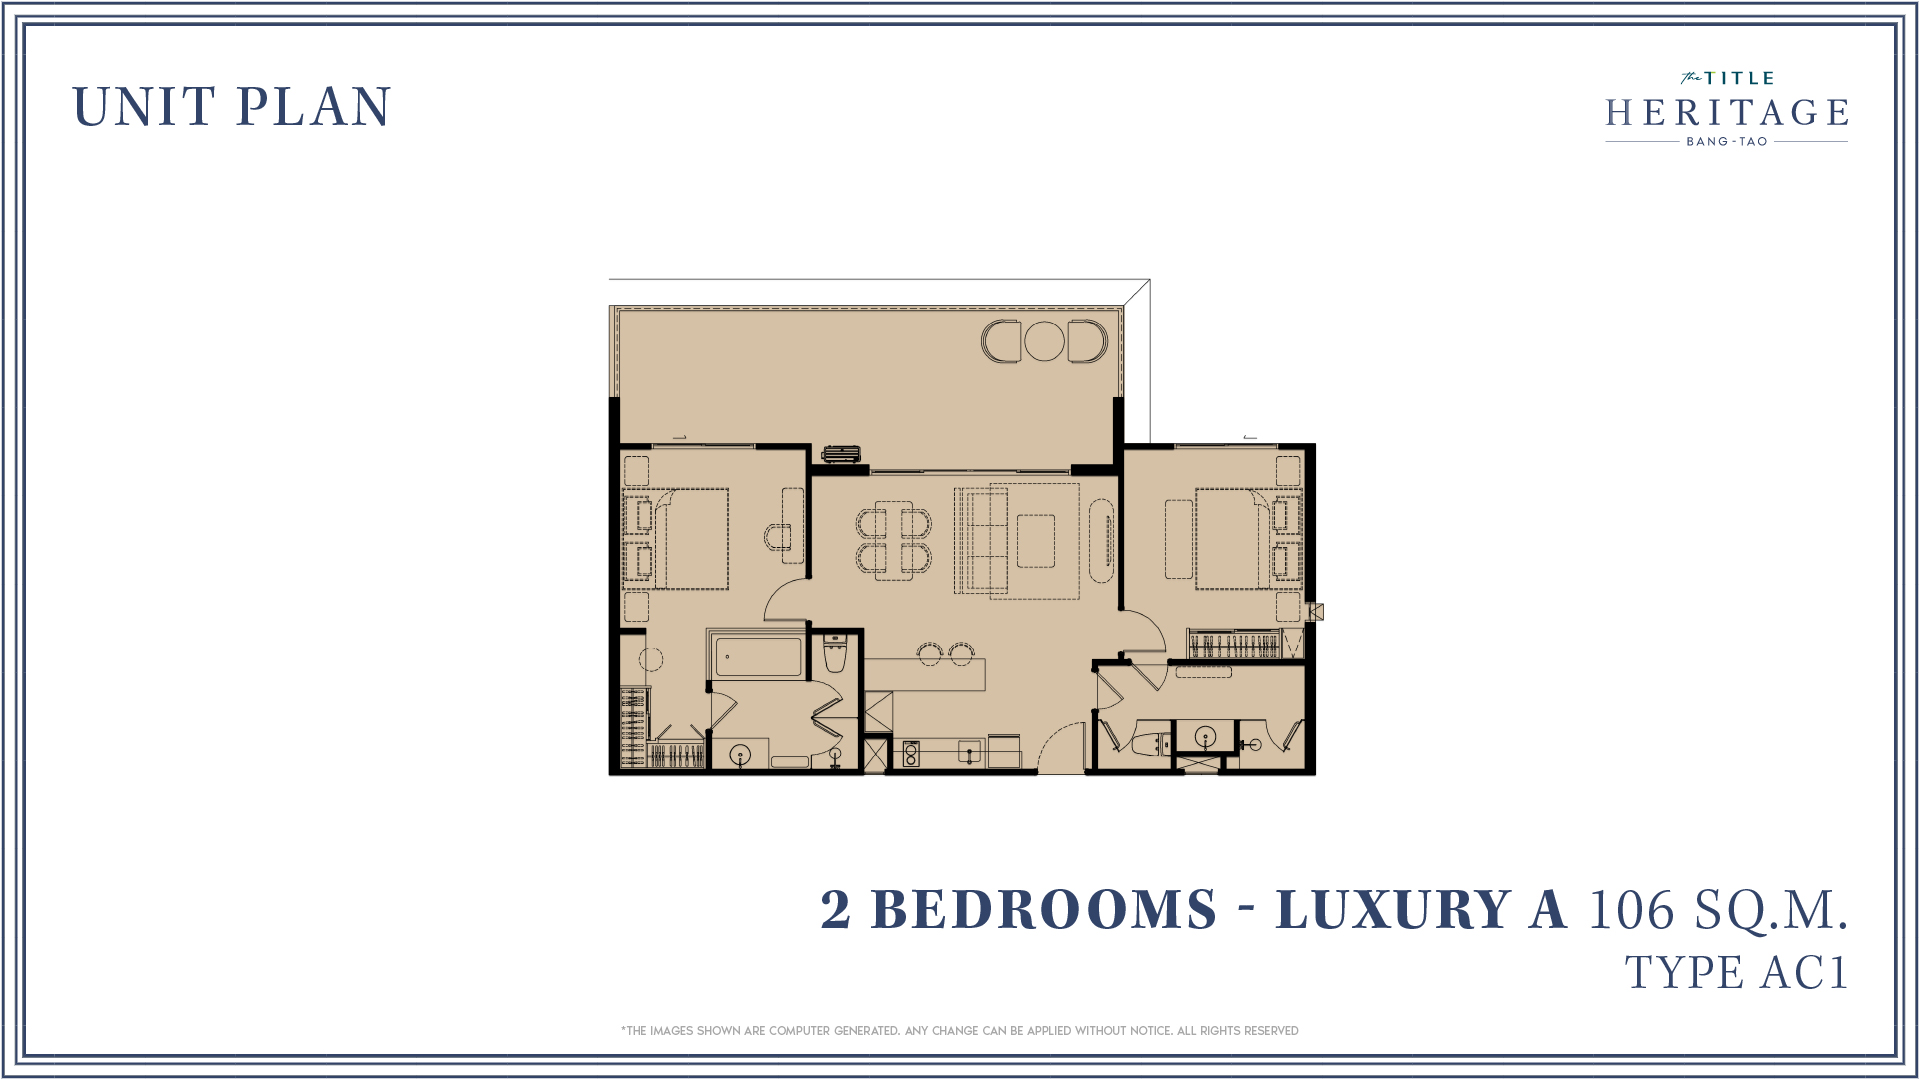 UNIT PLAN
the TITLE
HERITAGE
BANG-TAO
2 BEDROOMS - LUXURY A 106 SQ.M.
TYPE AC1
*THE IMAGES SHOWN ARE COMPUTER GENERATED. ANY CHANGE CAN BE APPLIED WITHOUT NOTICE. ALL RIGHTS RESERVED